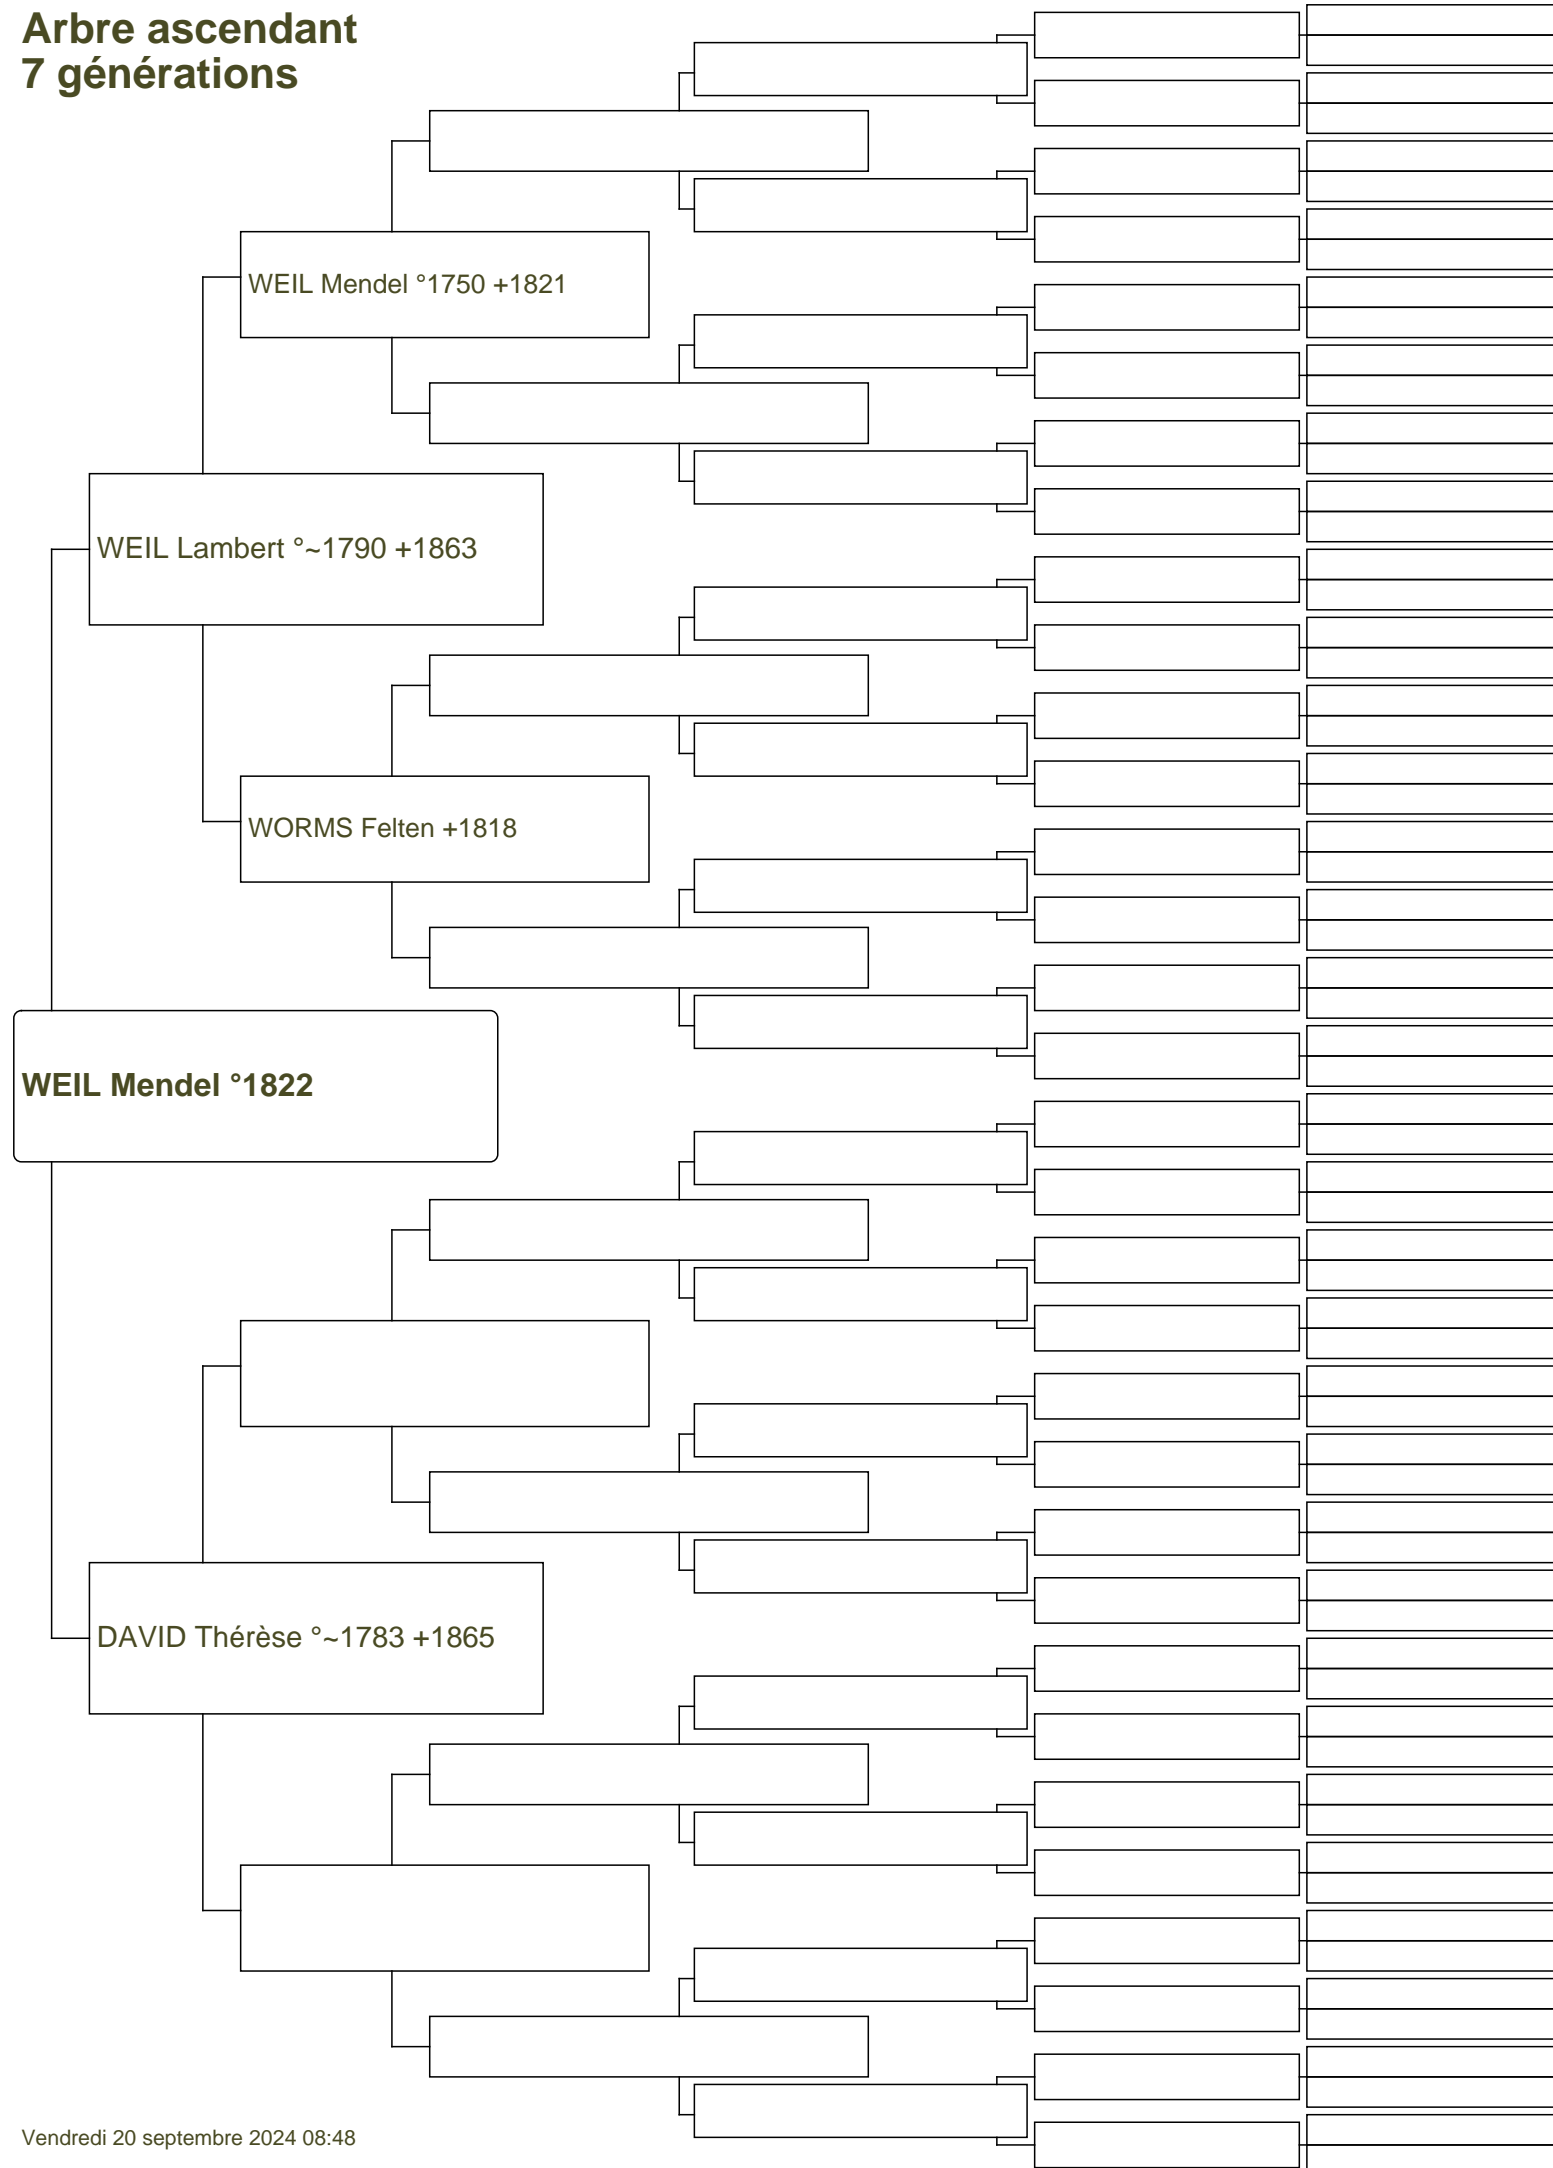 Arbre ascendant
7 générations
WEIL Mendel °1750 +1821
WEIL Lambert °~1790 +1863
WORMS Felten +1818
WEIL Mendel °1822
DAVID Thérèse °~1783 +1865
Vendredi 20 septembre 2024 08:48